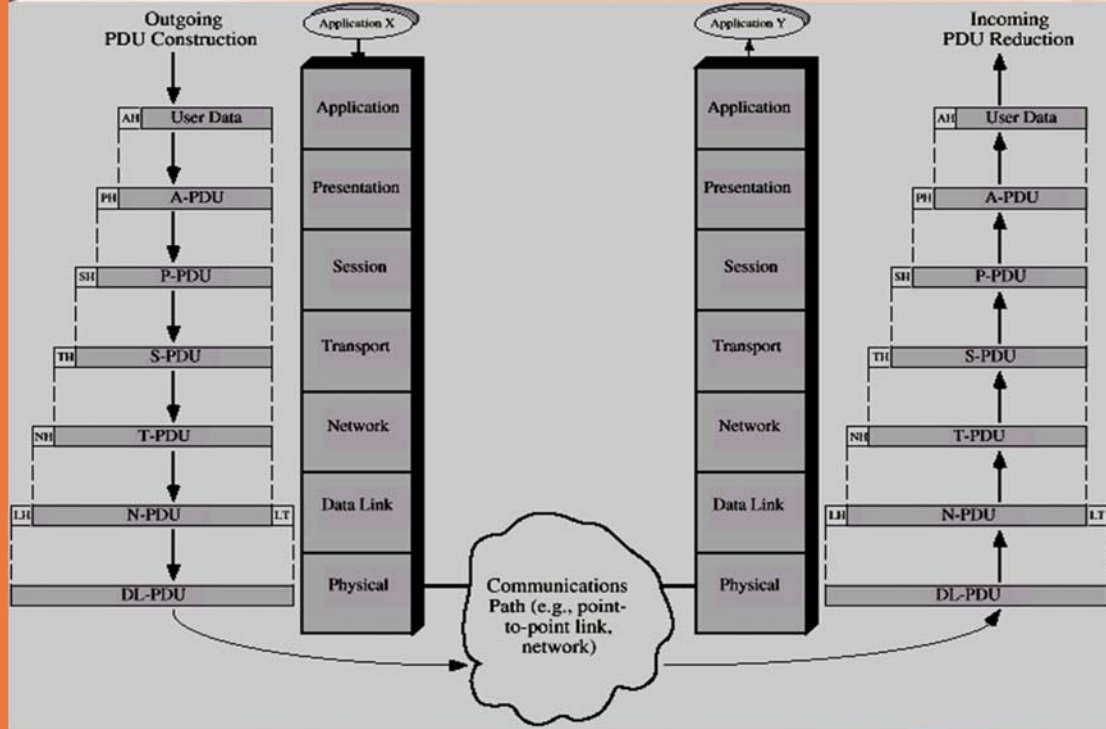 Outgoing
PDU Construction
Application X
Application Y
Incoming
PDU Reduction
AH User Data
Application
Application
AH User Data
PH A-PDU
Presentation
Presentation
PH A-PDU
SH P-PDU
Session
Session
SH P-PDU
TH S-PDU
Transport
Transport
TH S-PDU
NH T-PDU
Network
Network
NH T-PDU
LH N-PDU LT
Data Link
Data Link
LH N-PDU LT
DL-PDU
Physical
Communications
Path (e.g., point-
to-point link,
network)
Physical
DL-PDU